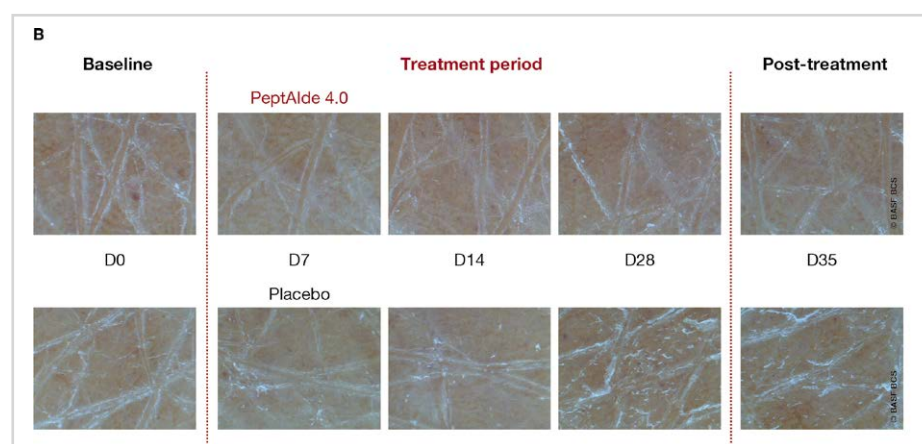 B
Baseline
Treatment period
Post-treatment
PeptAIde 4.0
© BASF BCS
D0
D7
D14
D28
D35
Placebo
© BASF BCS